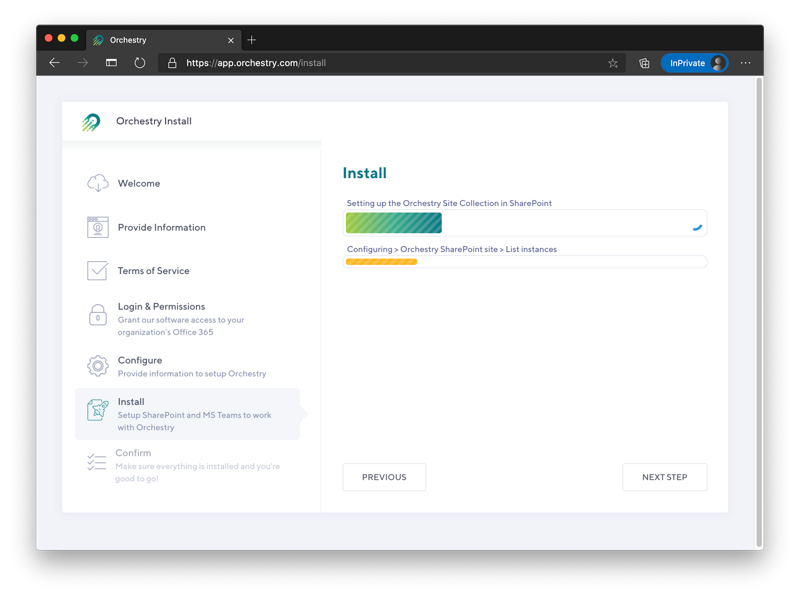 Orchestry
https://app.orchestry.com/install
InPrivate
Orchestry Install
Welcome
Provide Information
Terms of Service
Login & Permissions
Grant our software access to your
organization's Office 365
Configure
Provide information to setup Orchestry
Install
Setup SharePoint and MS Teams to work
with Orchestry
Confirm
Make sure everything is installed and you're
good to go!
Install
Setting up the Orchestry Site Collection in SharePoint
Configuring > Orchestry SharePoint site > List instances
PREVIOUS
NEXT STEP